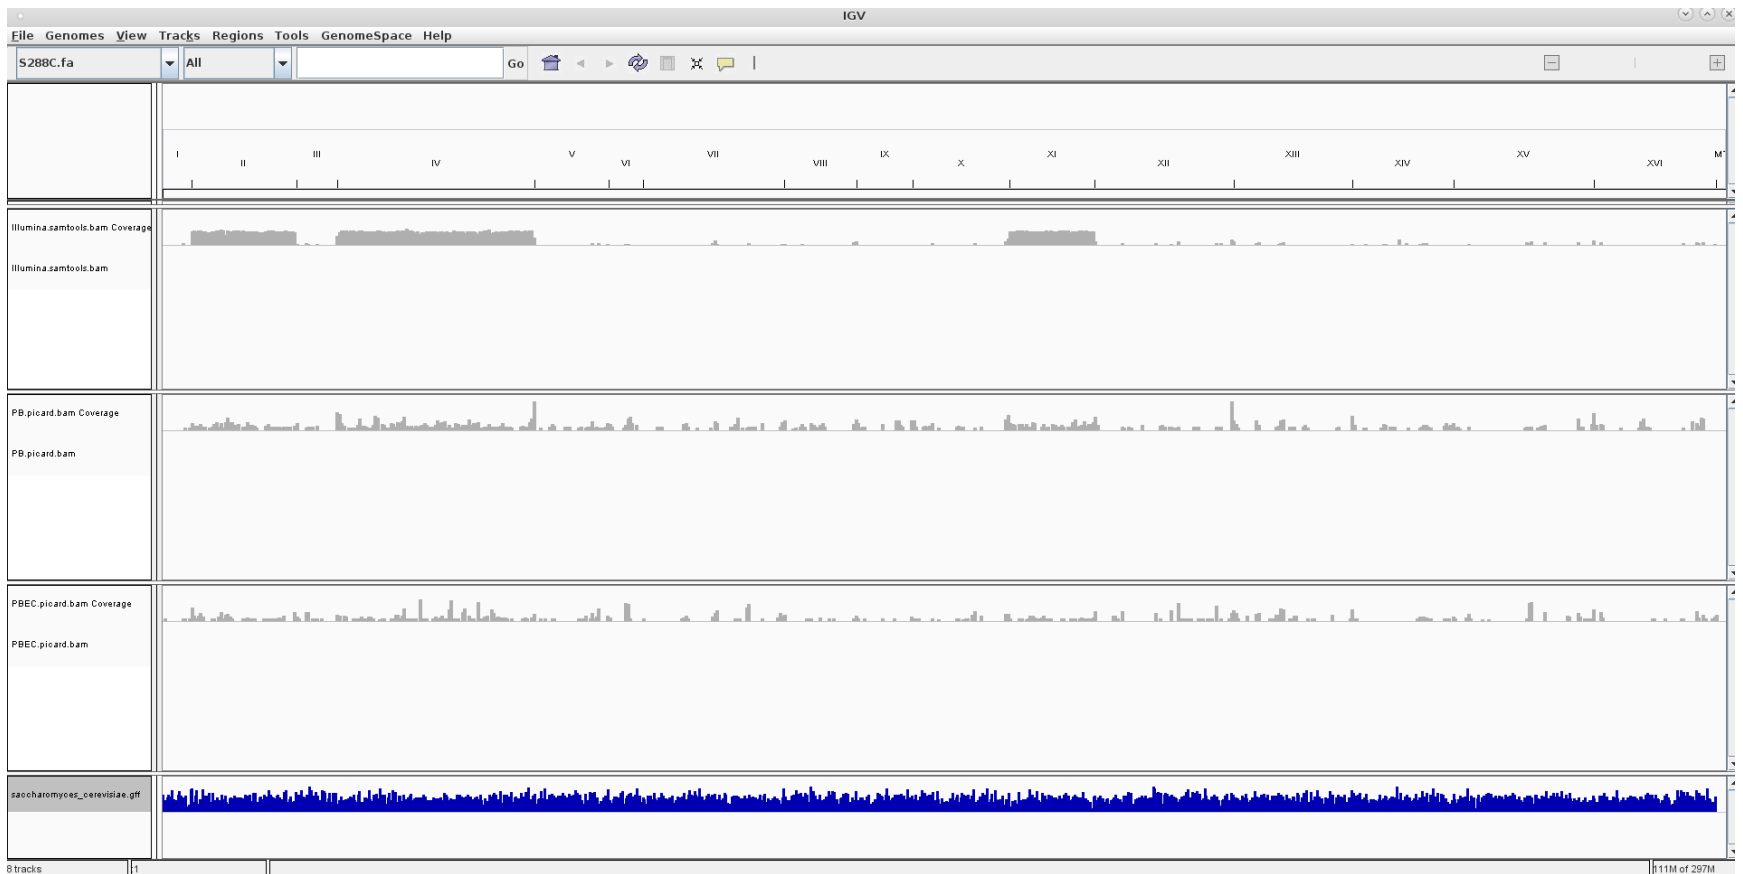 IGV
File Genomes View Tracks Regions Tools GenomeSpace Help
S288C.fa All Go
I II III IV V VI VII VIII IX X XI XII XIII XIV XV XVI
Illumina.samtools.bam Coverage
Illumina.samtools.bam
PB.picard.bam Coverage
PB.picard.bam
PBEC.picard.bam Coverage
PBEC.picard.bam
saccharomyces_cerevisiae.gff
8 tracks :1 111M of 297M